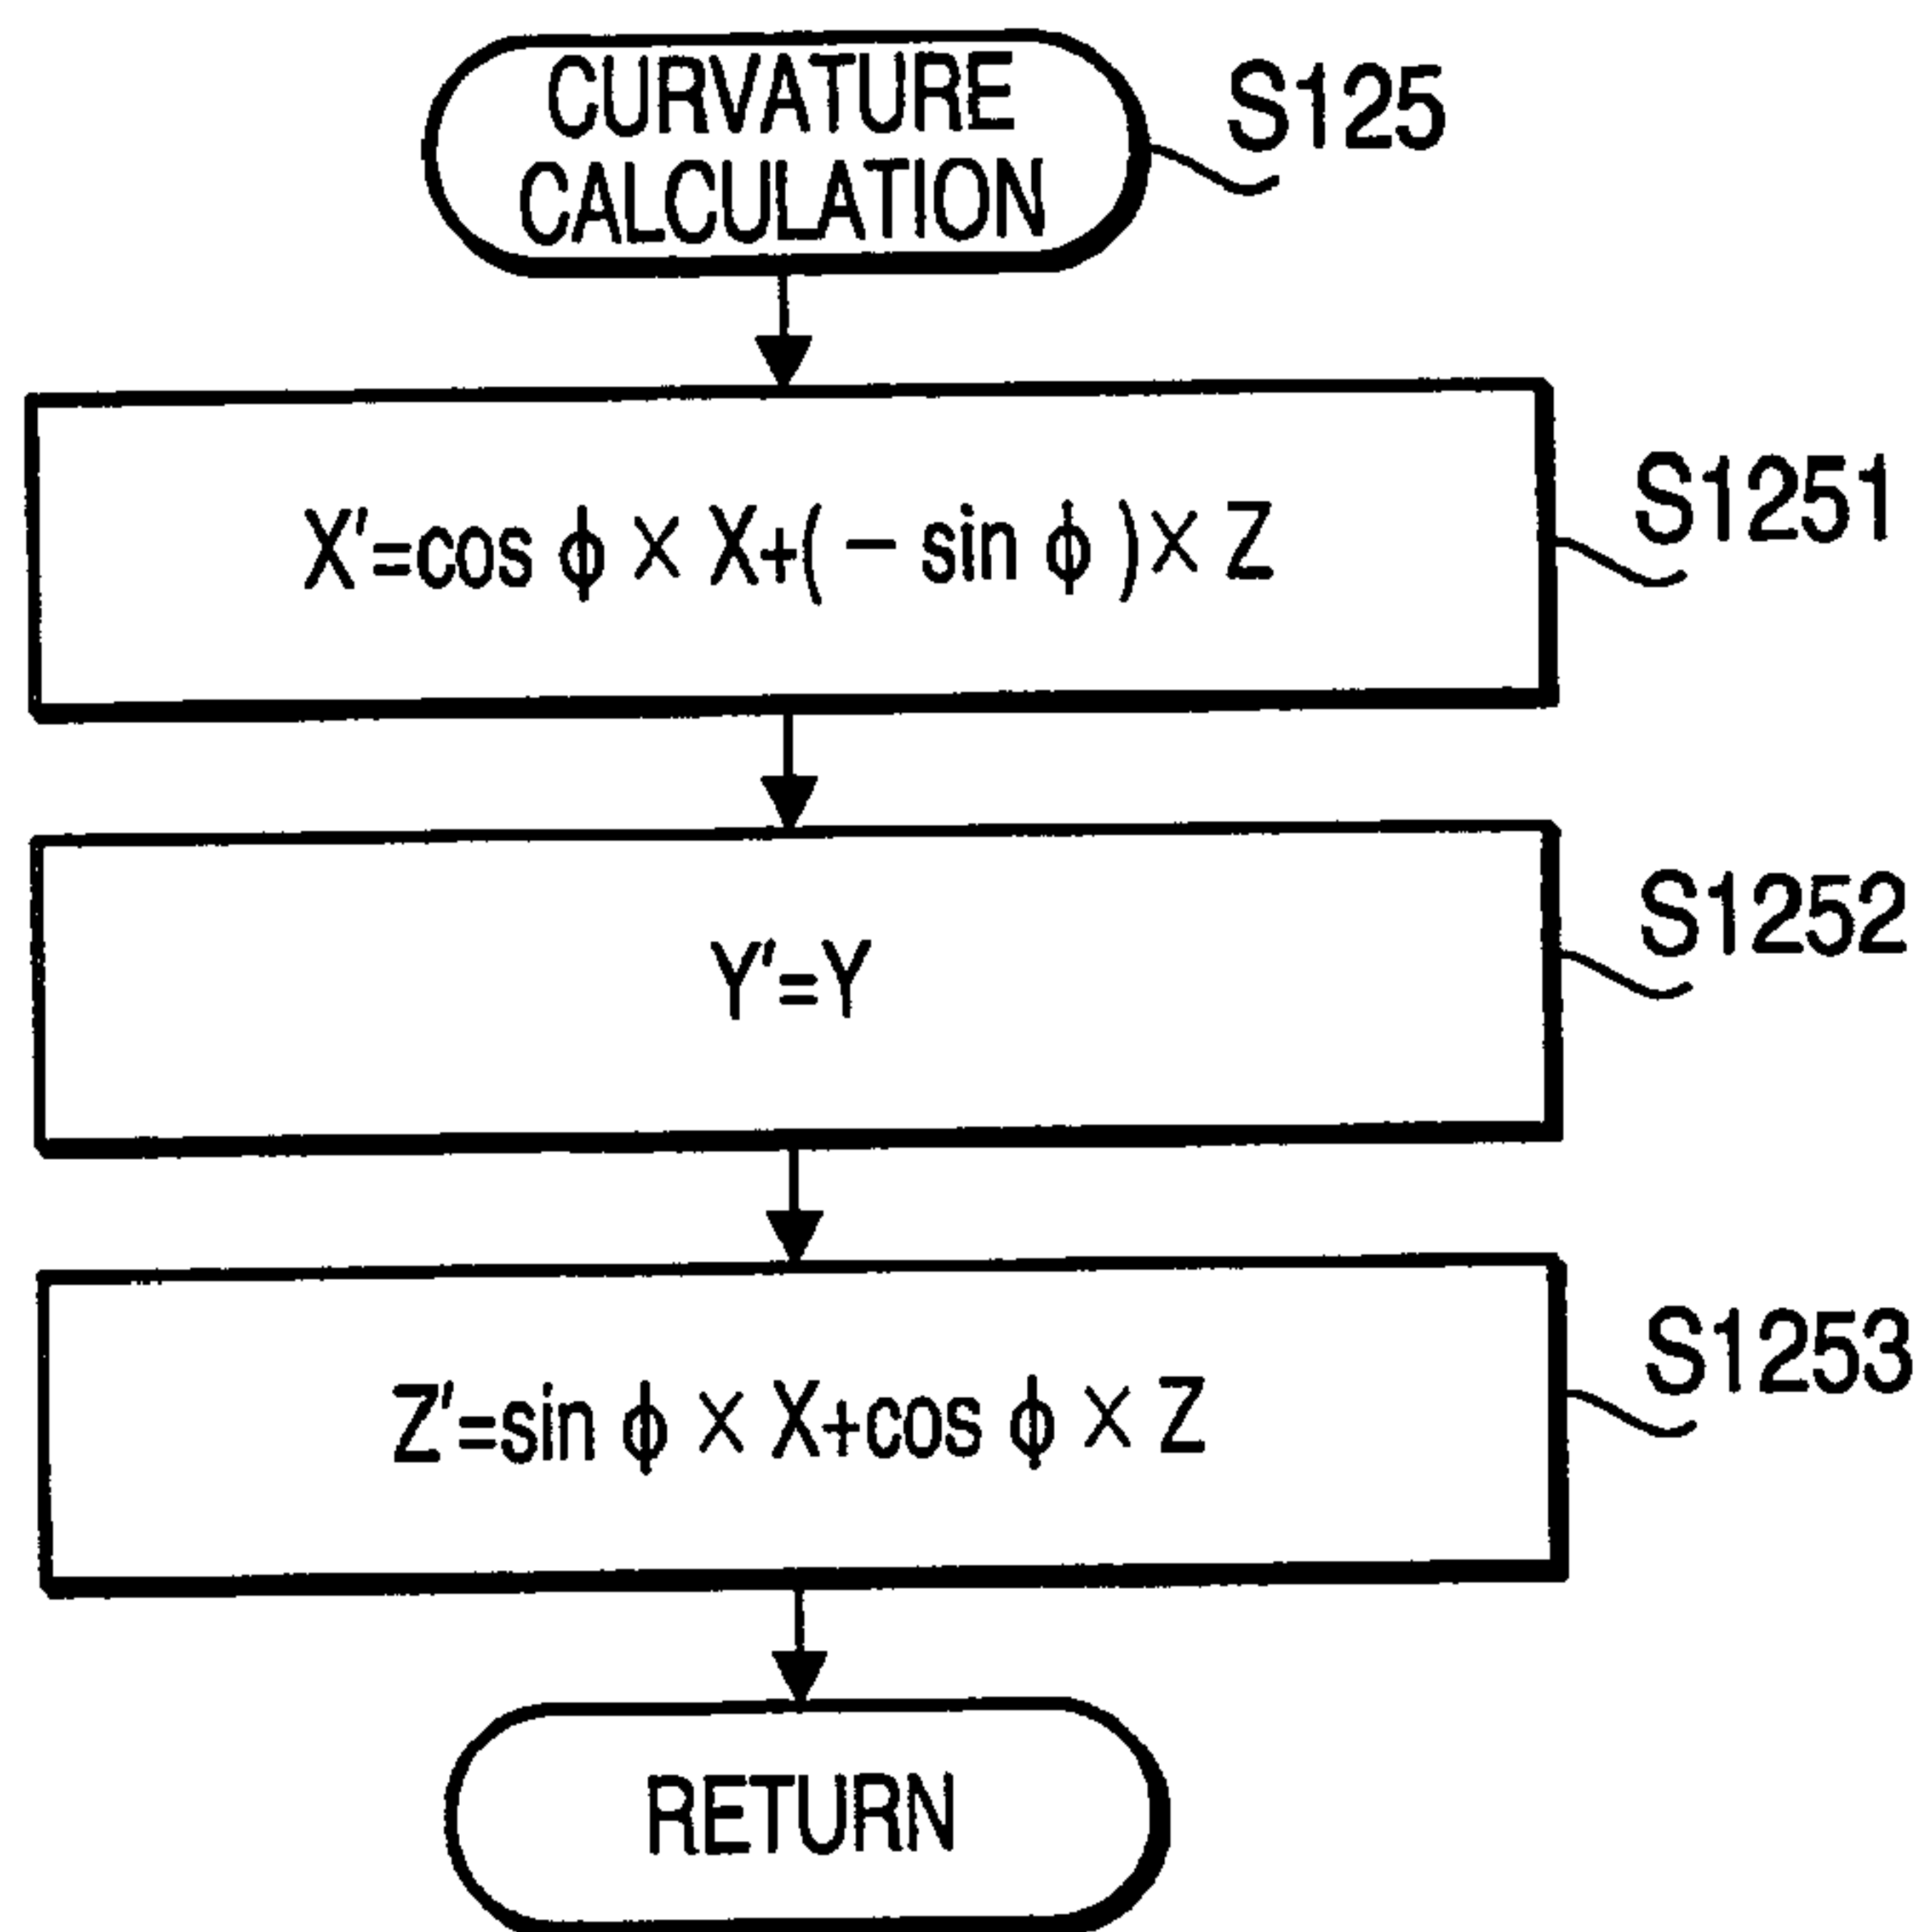 CURVATURE
CALCULATION
S125
X'=cos ϕ × X+(− sin ϕ )× Z
S1251
Y'=Y
S1252
Z'=sin ϕ × X+cos ϕ × Z
S1253
RETURN